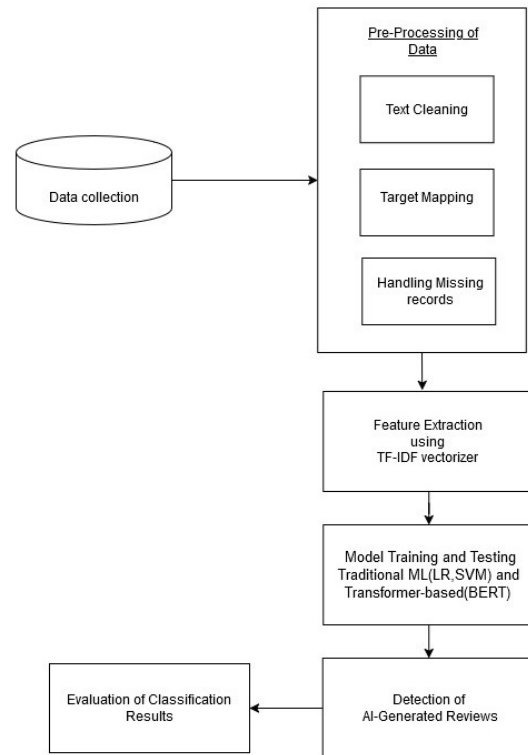 Pre-Processing of
Data
Text Cleaning
Data collection
Target Mapping
Handling Missing
records
Feature Extraction
using
TF-IDF vectorizer
Model Training and Testing
Traditional ML(LR,SVM) and
Transformer-based(BERT)
Evaluation of Classification
Results
Detection of
AI-Generated Reviews